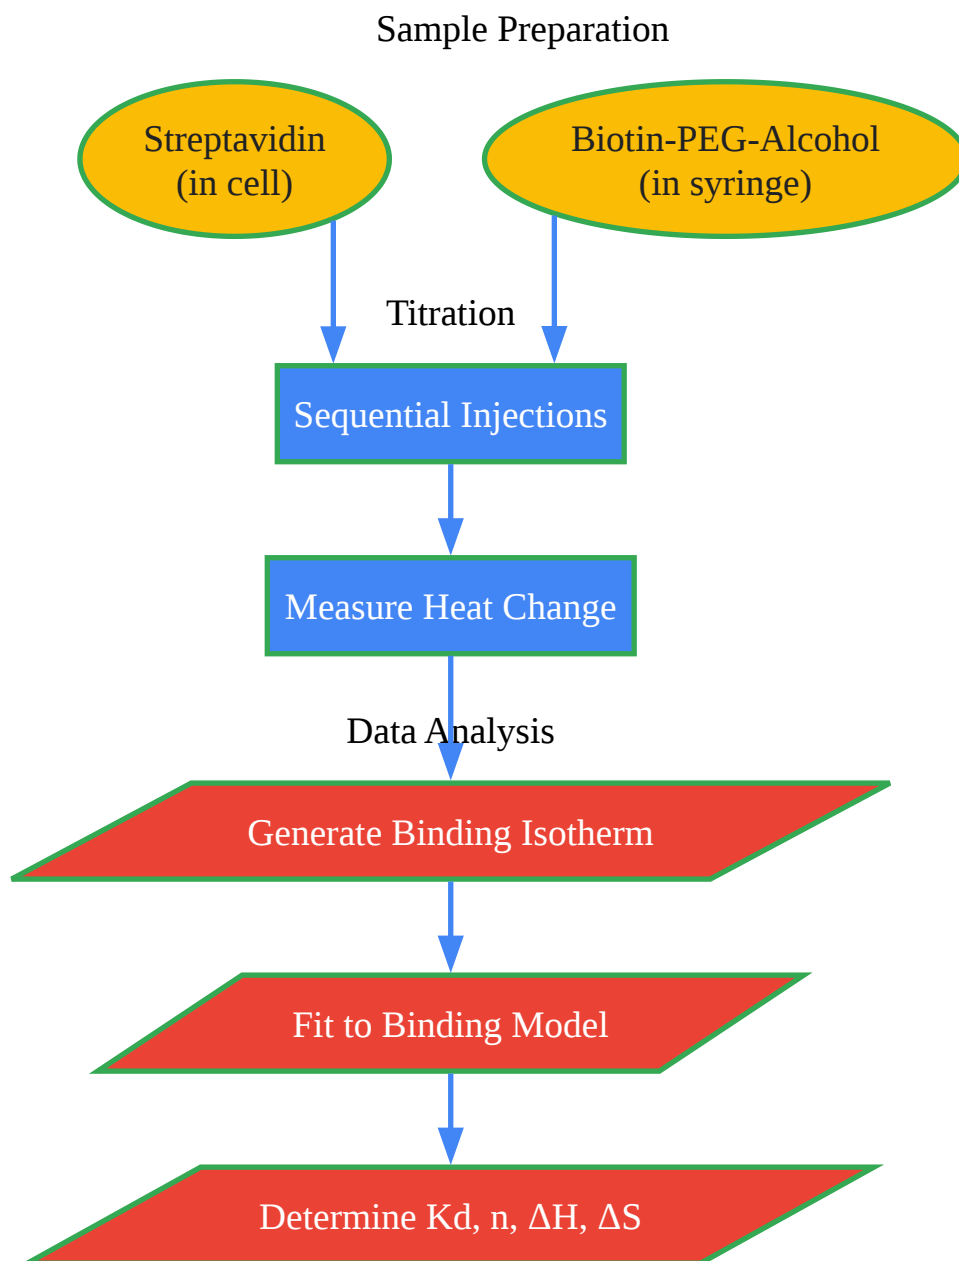 Sample Preparation
Streptavidin
(in cell)
Biotin-PEG-Alcohol
(in syringe)
Titration
Sequential Injections
Measure Heat Change
Data Analysis
Generate Binding Isotherm
Fit to Binding Model
Determine Kd, n, ΔH, ΔS